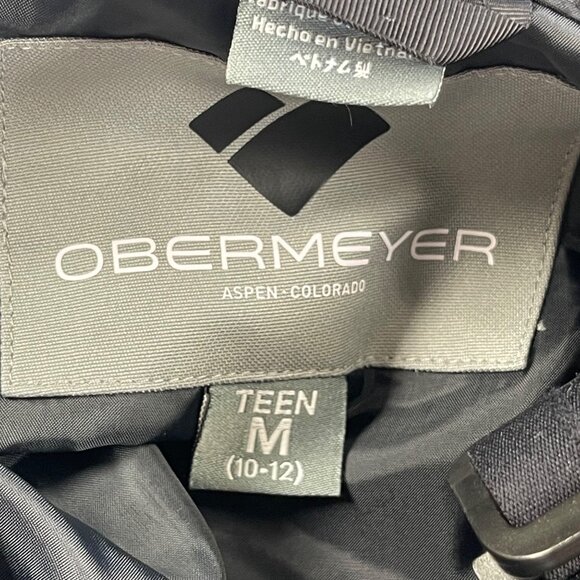 Hecho en Vietnam
ベトナム製
OBERMEYER
ASPEN · COLORADO
TEEN
M
(10-12)